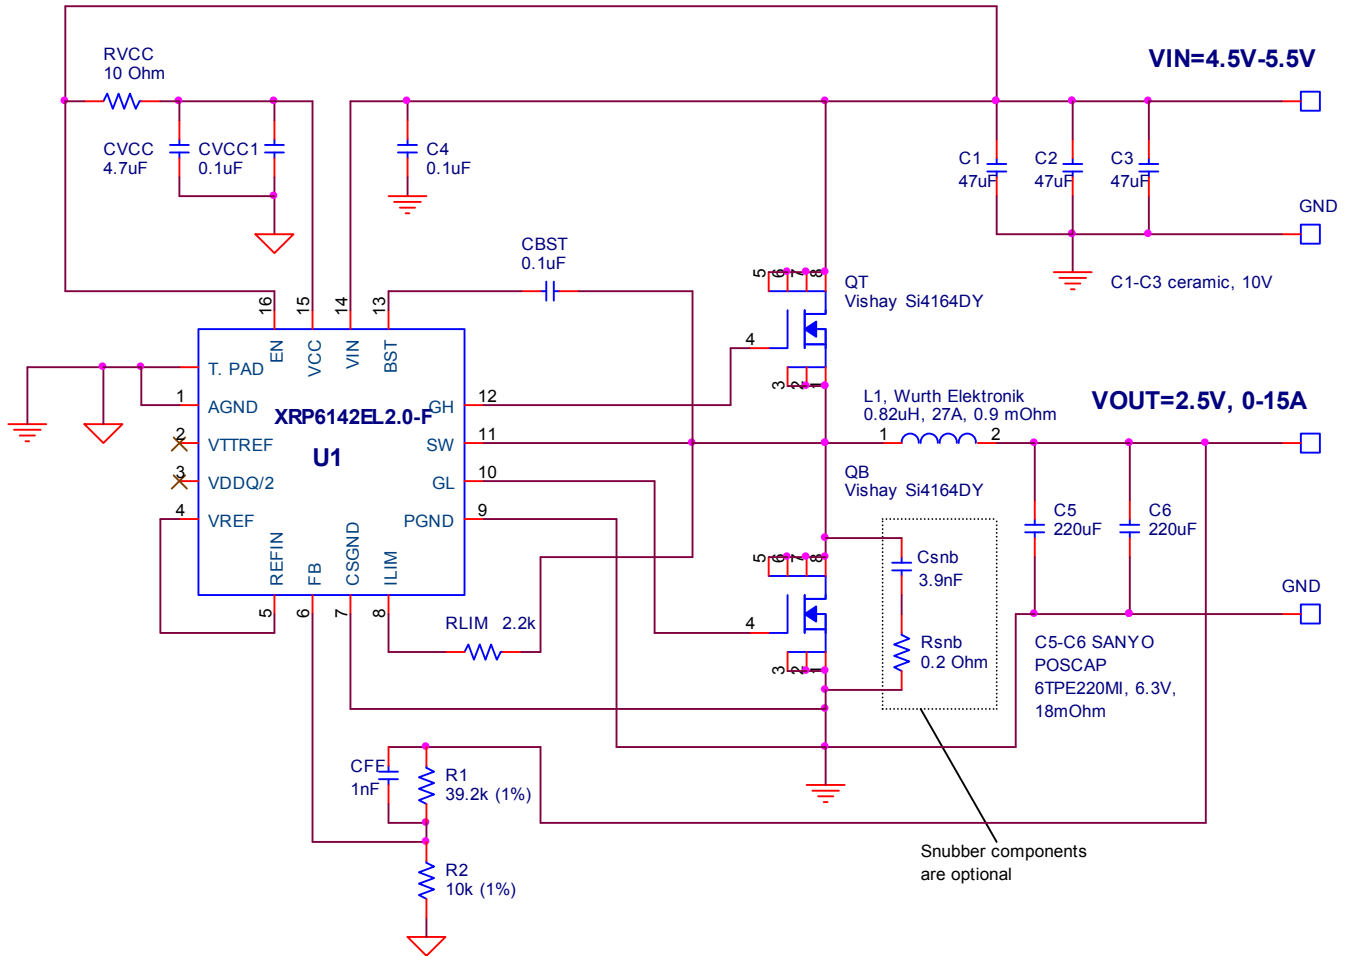 VIN=4.5V-5.5V
RVCC
10 Ohm
CVCC
4.7uF
CVCC1
0.1uF
C4
0.1uF
C1
47uF
C2
47uF
C3
47uF
GND
C1-C3 ceramic, 10V
CBST
0.1uF
16
15
14
13
EN
VCC
VIN
BST
T. PAD
1
AGND
2
VTTREF
3
VDDQ/2
4
VREF
XRP6142EL2.0-F
U1
GH
12
SW
11
GL
10
PGND
9
REFIN
FB
CSGND
ILIM
5
6
7
8
5
6
7
8
QT
Vishay Si4164DY
4
3
2
1
L1, Wurth Elektronik
0.82uH, 27A, 0.9 mOhm
1
2
VOUT=2.5V, 0-15A
QB
Vishay Si4164DY
5
6
7
8
4
3
2
1
Csnb
3.9nF
Rsnb
0.2 Ohm
C5
220uF
C6
220uF
GND
C5-C6 SANYO
POSCAP
6TPE220MI, 6.3V,
18mOhm
RLIM 2.2k
CFF
1nF
R1
39.2k (1%)
R2
10k (1%)
Snubber components
are optional